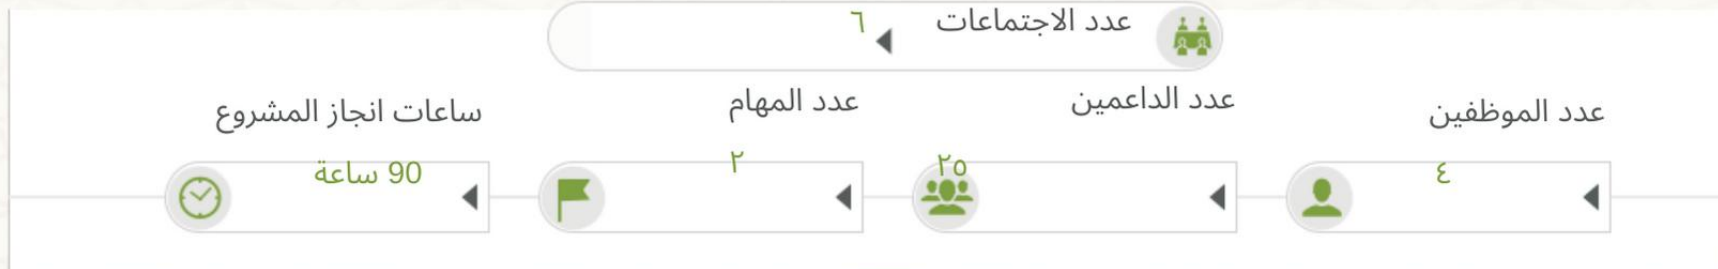 عدد الاجتماعات
٦
عدد الموظفين
٤
عدد الداعمين
٢٥
عدد المهام
٢
ساعات انجاز المشروع
90 ساعة